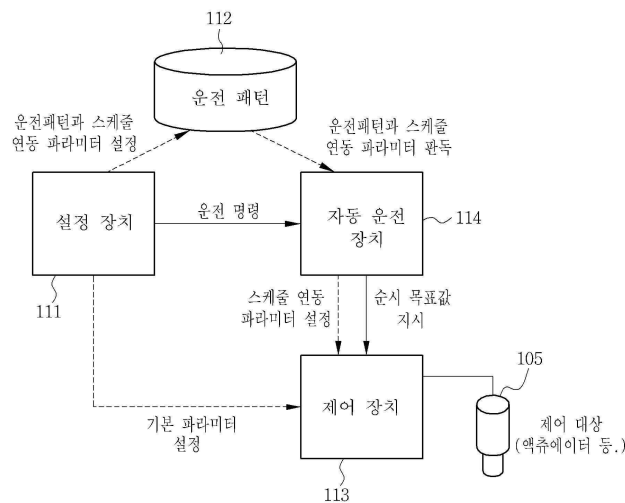 112
운전 패턴
운전패턴과 스케줄
연동 파라미터 설정
운전패턴과 스케줄
연동 파라미터 판독
설정 장치
운전 명령
자동 운전
장치
114
111
스케줄 연동
파라미터 설정
순시 목표값
지시
105
제어 장치
기본 파라미터
설정
제어 대상
(액츄에이터 등.)
113